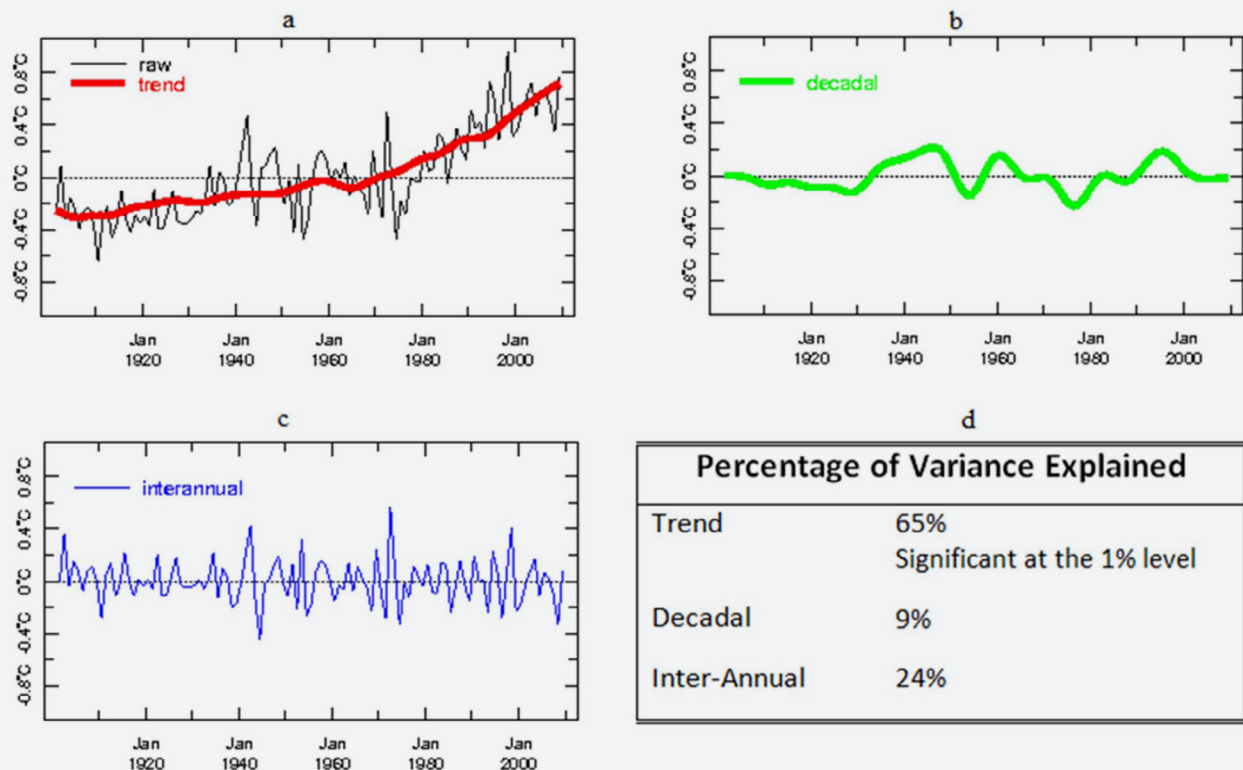 a
raw
trend
0.8°C
0.4°C
0°C
-0.4°C
-0.8°C
Jan Jan Jan Jan Jan
1920 1940 1960 1980 2000
b
decadal
0.8°C
0.4°C
0°C
-0.4°C
-0.8°C
Jan Jan Jan Jan Jan
1920 1940 1960 1980 2000
c
interannual
0.8°C
0.4°C
0°C
-0.4°C
-0.8°C
Jan Jan Jan Jan Jan
1920 1940 1960 1980 2000
d
Percentage of Variance Explained
Trend 65%
Significant at the 1% level
Decadal 9%
Inter-Annual 24%